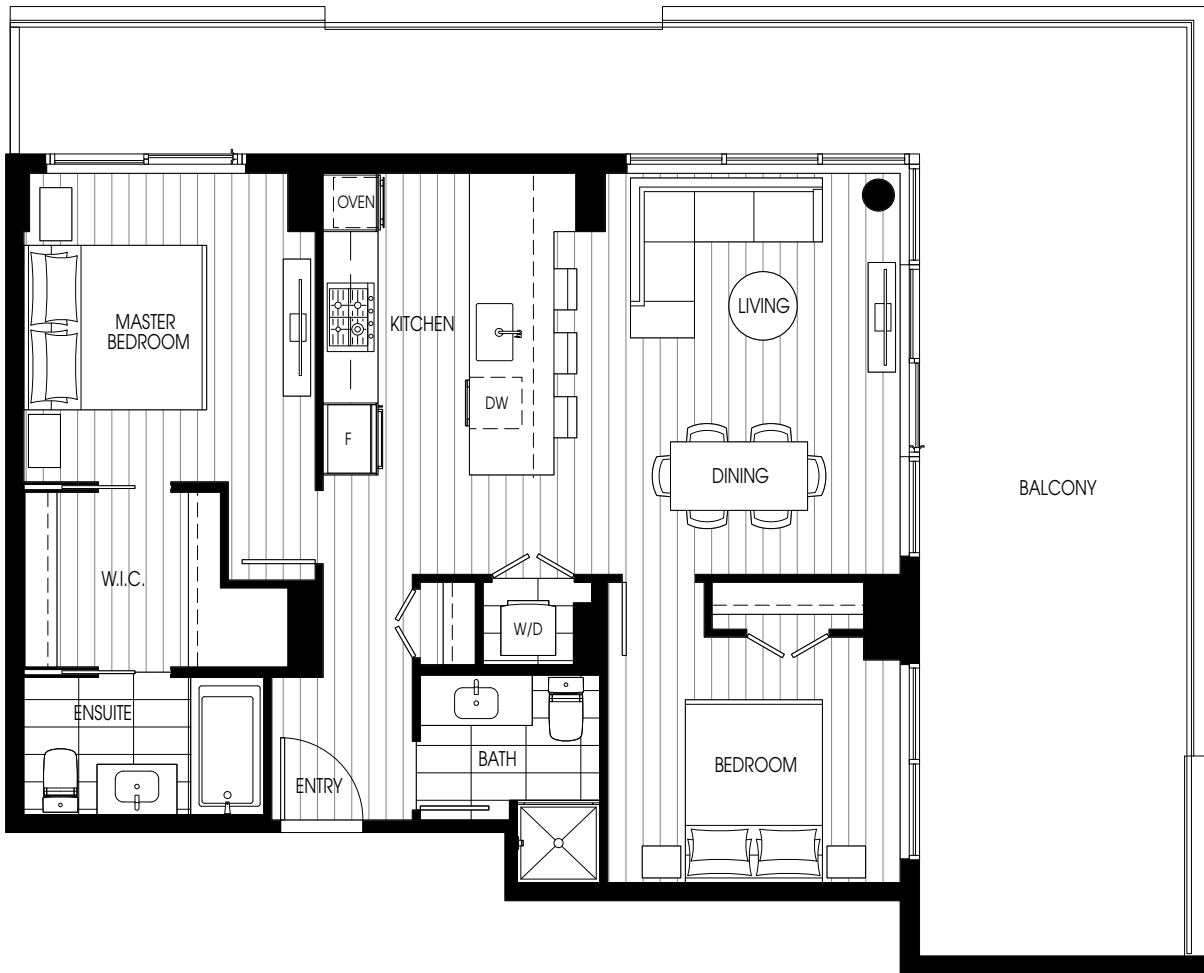 OVEN
LIVING
MASTER
BEDROOM
KITCHEN
DW
F
DINING
BALCONY
W.I.C.
W/D
ENSUITE
BATH
BEDROOM
ENTRY